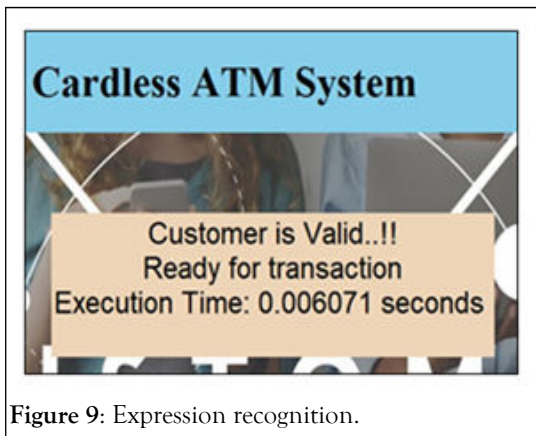 Cardless ATM System
Customer is Valid..!!
Ready for transaction
Execution Time: 0.006071 seconds
Figure 9: Expression recognition.